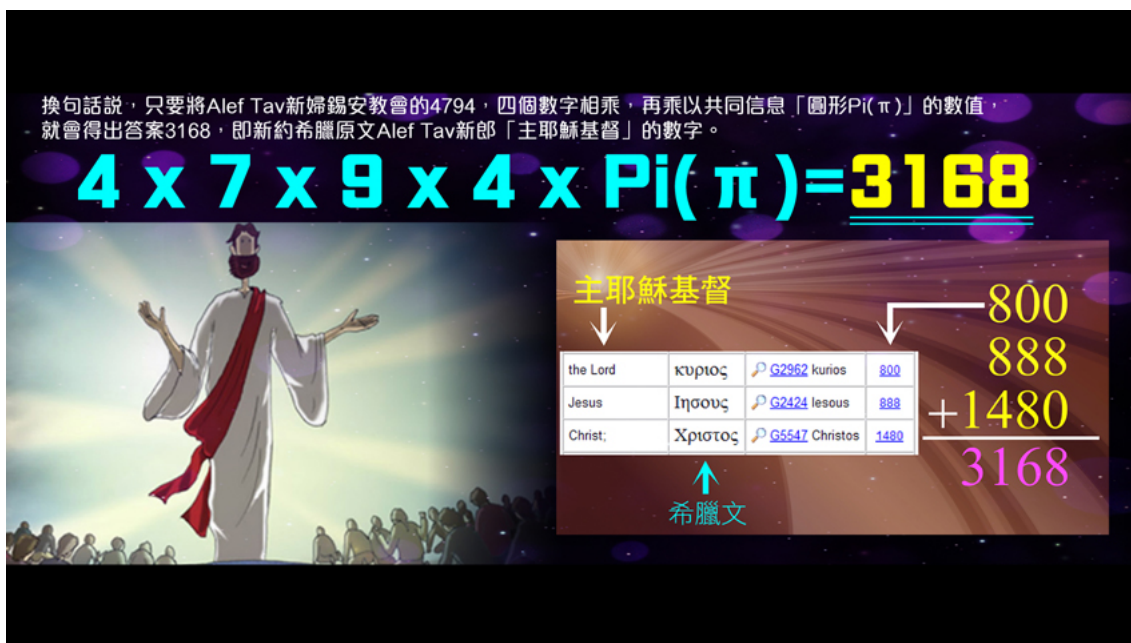 換句話說，只要將Alef Tav新婦錫安教會的4794，四個數字相乘，再乘以共同信息「圓形Pi(π)」的數值，
就會得出答案3168，即新約希臘原文Alef Tav新郎「主耶穌基督」的數字。
4 x 7 x 9 x 4 x Pi(π)=3168
主耶穌基督
the Lord κυριος G2962 kurios 800
Jesus Ιησους G2424 Iesous 888
Christ; Χριστος G5547 Christos 1480
希臘文
800
888
+1480
3168